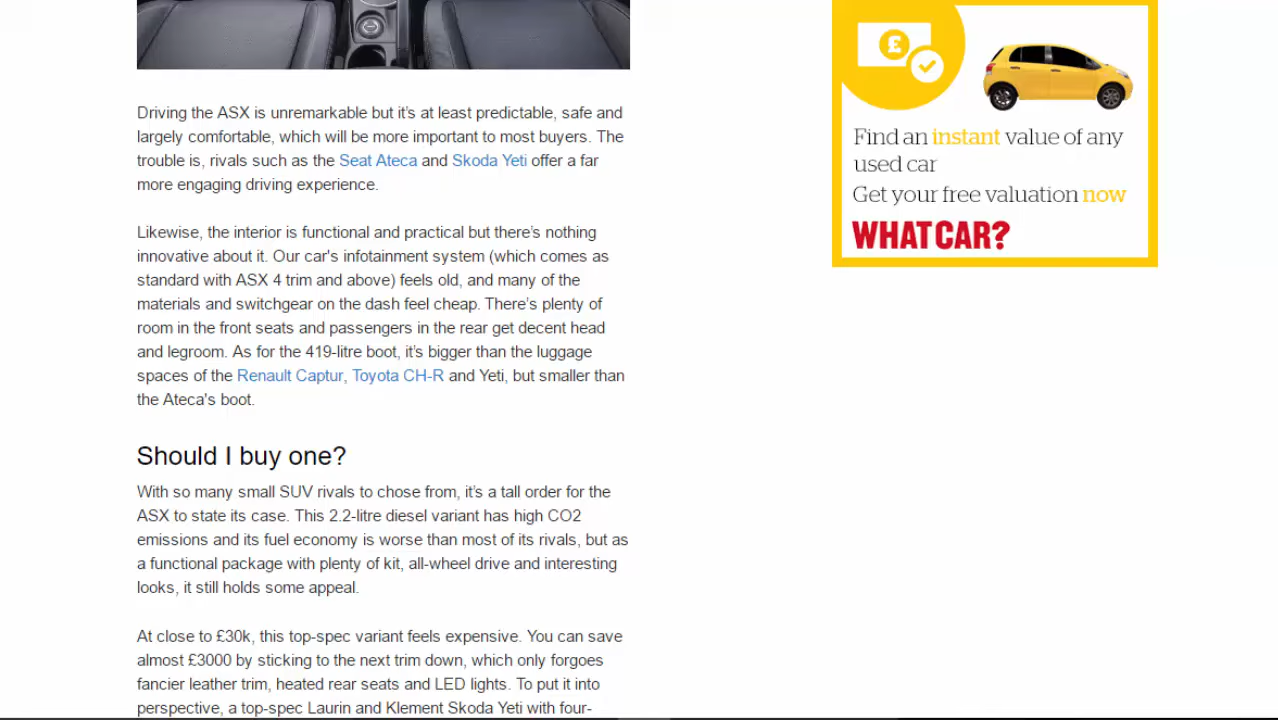 Driving the ASX is unremarkable but it’s at least predictable, safe and
largely comfortable, which will be more important to most buyers. The
trouble is, rivals such as the Seat Ateca and Skoda Yeti offer a far
more engaging driving experience.
Likewise, the interior is functional and practical but there’s nothing
innovative about it. Our car's infotainment system (which comes as
standard with ASX 4 trim and above) feels old, and many of the
materials and switchgear on the dash feel cheap. There’s plenty of
room in the front seats and passengers in the rear get decent head
and legroom. As for the 419-litre boot, it’s bigger than the luggage
spaces of the Renault Captur, Toyota CH-R and Yeti, but smaller than
the Ateca's boot.
Should I buy one?
With so many small SUV rivals to chose from, it’s a tall order for the
ASX to state its case. This 2.2-litre diesel variant has high CO2
emissions and its fuel economy is worse than most of its rivals, but as
a functional package with plenty of kit, all-wheel drive and interesting
looks, it still holds some appeal.
At close to £30k, this top-spec variant feels expensive. You can save
almost £3000 by sticking to the next trim down, which only forgoes
fancier leather trim, heated rear seats and LED lights. To put it into
perspective, a top-spec Laurin and Klement Skoda Yeti with four-
£
Find an instant value of any
used car
Get your free valuation now
WHAT CAR?